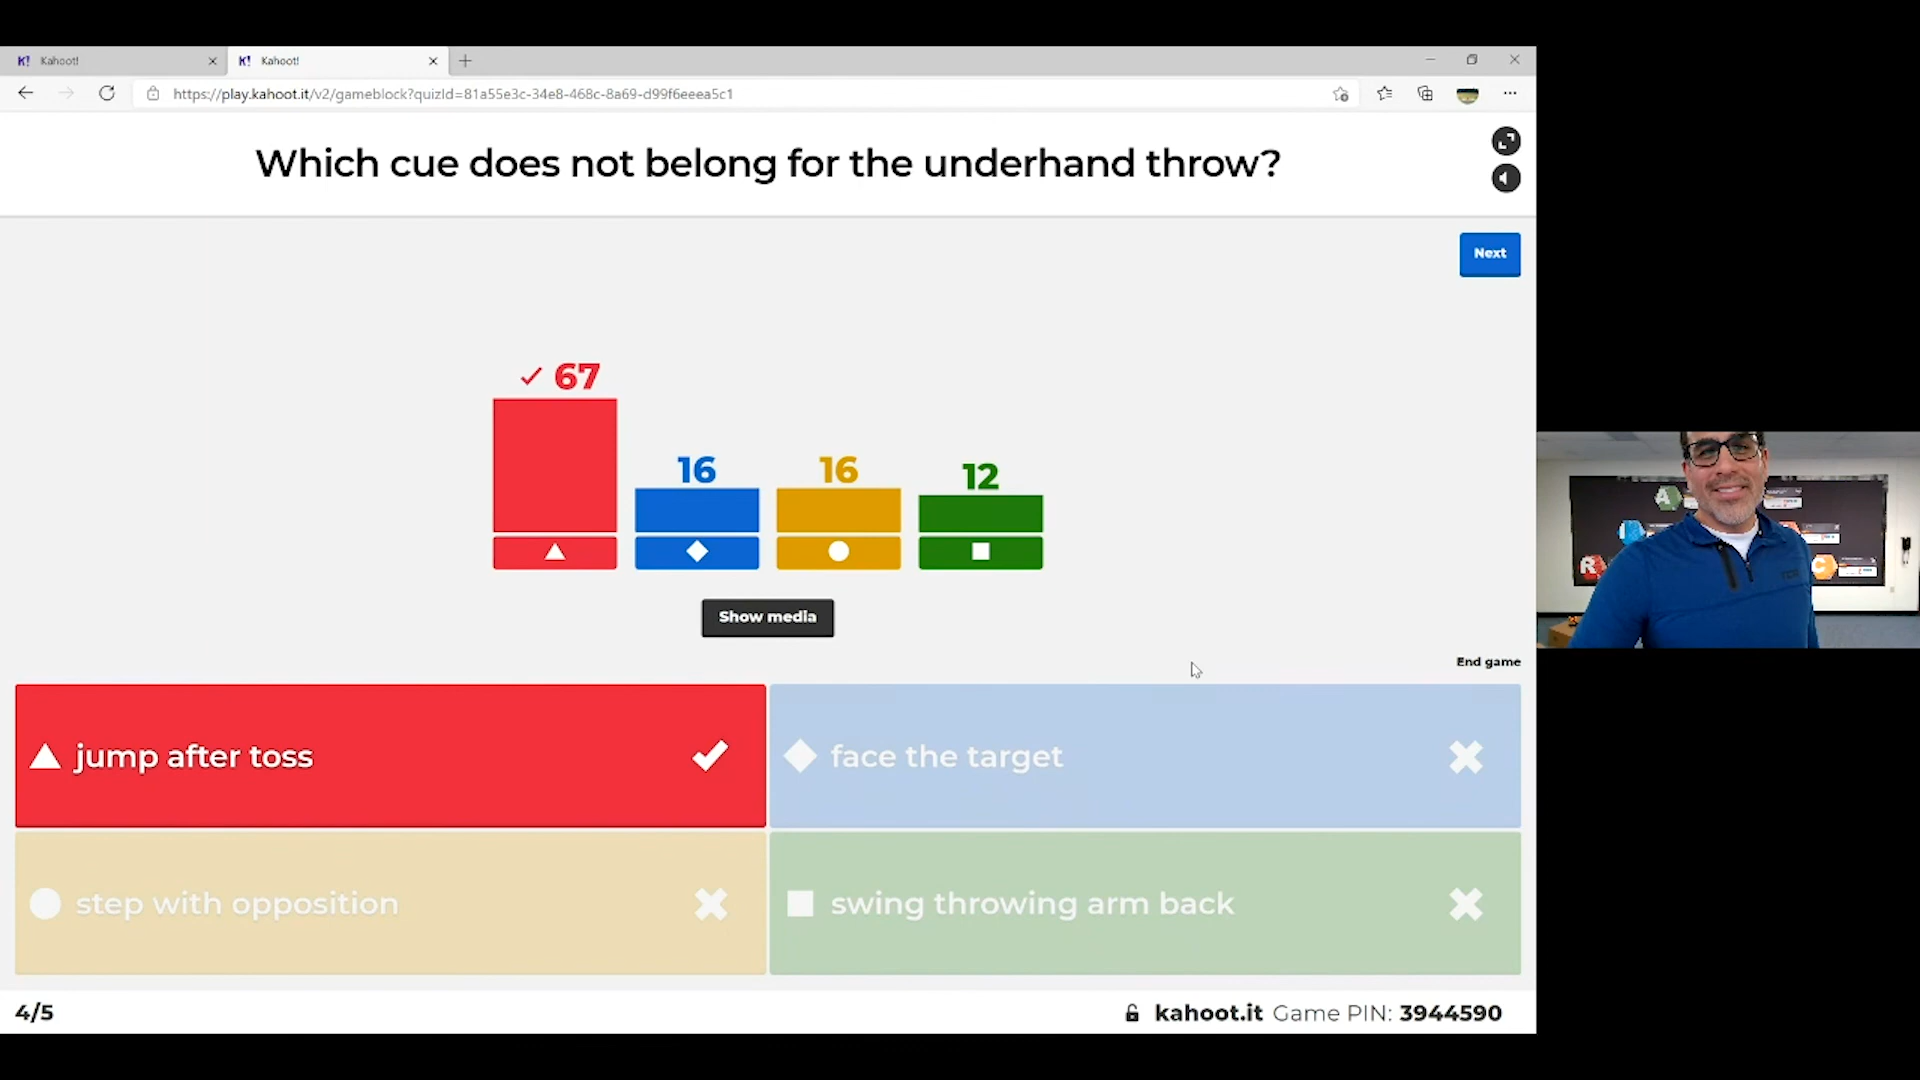 K! Kahoot!
K! Kahoot!
https://play.kahoot.it/v2/gameblock?quizId=81a55e3c-34e8-468c-8a69-d99f6eeea5c1
Which cue does not belong for the underhand throw?
Next
67
16
16
12
Show media
End game
jump after toss
face the target
step with opposition
swing throwing arm back
4/5
kahoot.it Game PIN: 3944590
A
R
C